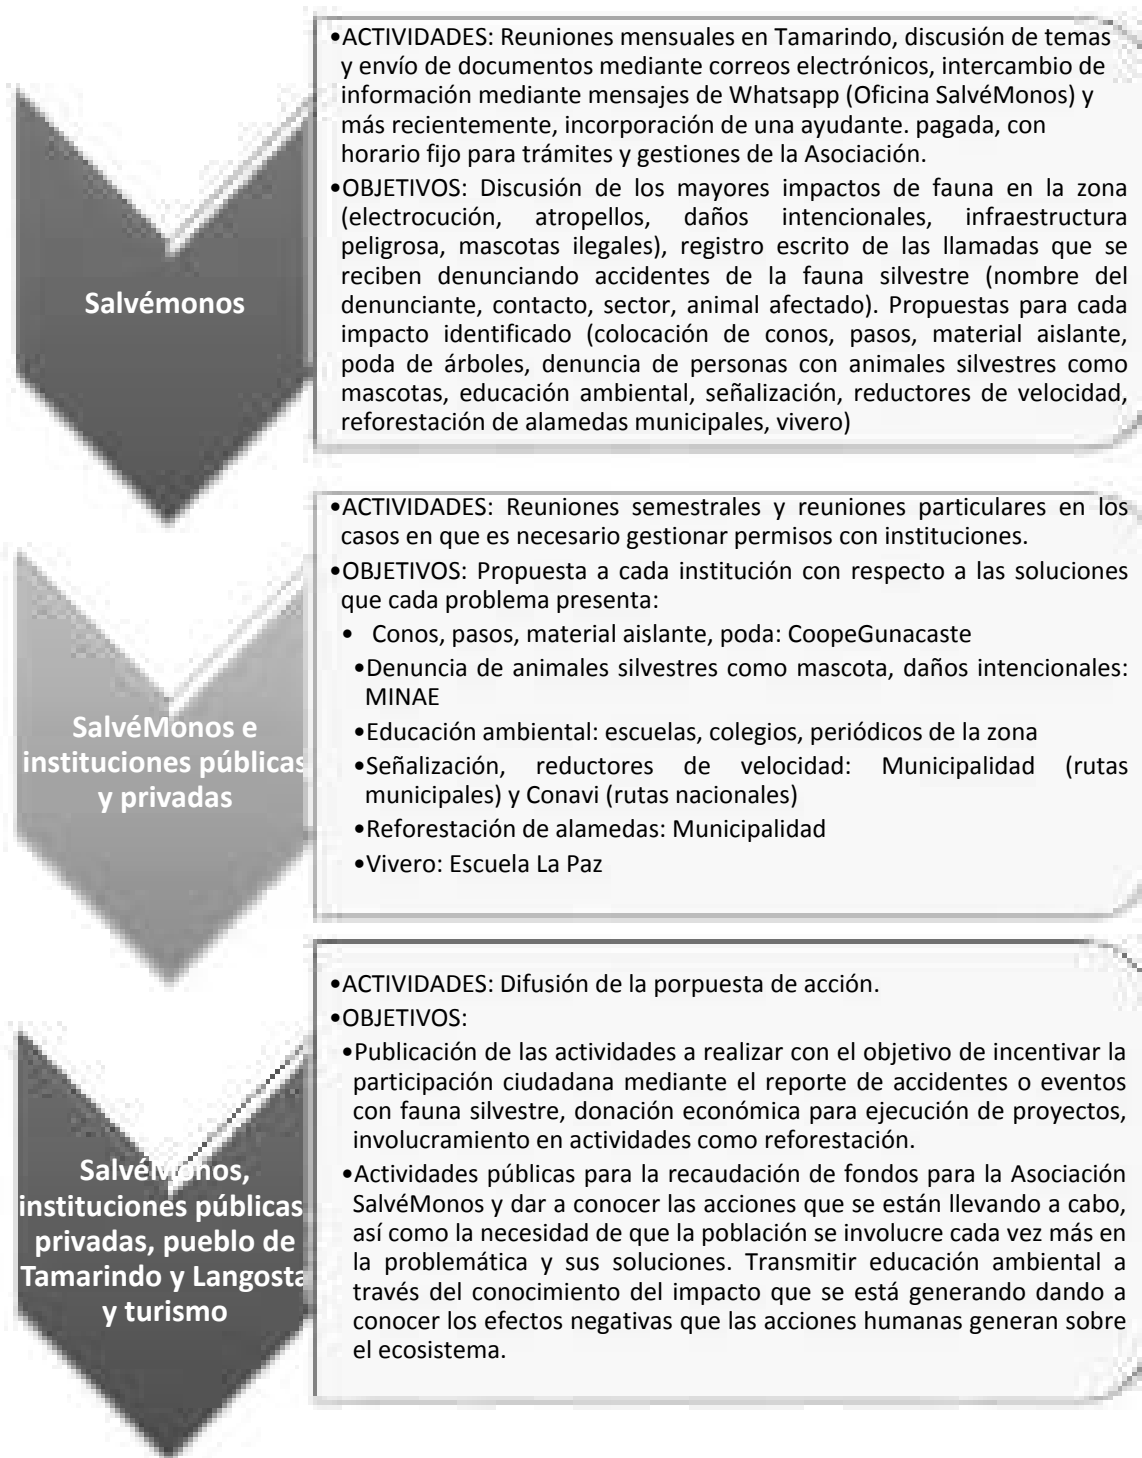 •ACTIVIDADES: Reuniones mensuales en Tamarindo, discusión de temas
y envío de documentos mediante correos electrónicos, intercambio de
información mediante mensajes de Whatsapp (Oficina SalvéMonos) y
más recientemente, incorporación de una ayudante. pagada, con
horario fijo para trámites y gestiones de la Asociación.
•OBJETIVOS: Discusión de los mayores impactos de fauna en la zona
(electrocución, atropellos, daños intencionales, infraestructura
peligrosa, mascotas ilegales), registro escrito de las llamadas que se
reciben denunciando accidentes de la fauna silvestre (nombre del
denunciante, contacto, sector, animal afectado). Propuestas para cada
impacto identificado (colocación de conos, pasos, material aislante,
poda de árboles, denuncia de personas con animales silvestres como
mascotas, educación ambiental, señalización, reductores de velocidad,
reforestación de alamedas municipales, vivero)
Salvémonos
•ACTIVIDADES: Reuniones semestrales y reuniones particulares en los
casos en que es necesario gestionar permisos con instituciones.
•OBJETIVOS: Propuesta a cada institución con respecto a las soluciones
que cada problema presenta:
• Conos, pasos, material aislante, poda: CoopeGunacaste
•Denuncia de animales silvestres como mascota, daños intencionales:
MINAE
•Educación ambiental: escuelas, colegios, periódicos de la zona
•Señalización, reductores de velocidad: Municipalidad (rutas
municipales) y Conavi (rutas nacionales)
•Reforestación de alamedas: Municipalidad
•Vivero: Escuela La Paz
SalvéMonos e
instituciones públicas
y privadas
•ACTIVIDADES: Difusión de la porpuesta de acción.
•OBJETIVOS:
•Publicación de las actividades a realizar con el objetivo de incentivar la
participación ciudadana mediante el reporte de accidentes o eventos
con fauna silvestre, donación económica para ejecución de proyectos,
involucramiento en actividades como reforestación.
•Actividades públicas para la recaudación de fondos para la Asociación
SalvéMonos y dar a conocer las acciones que se están llevando a cabo,
así como la necesidad de que la población se involucre cada vez más en
la problemática y sus soluciones. Transmitir educación ambiental a
través del conocimiento del impacto que se está generando dando a
conocer los efectos negativas que las acciones humanas generan sobre
el ecosistema.
SalvéMonos,
instituciones públicas
privadas, pueblo de
Tamarindo y Langosta
y turismo